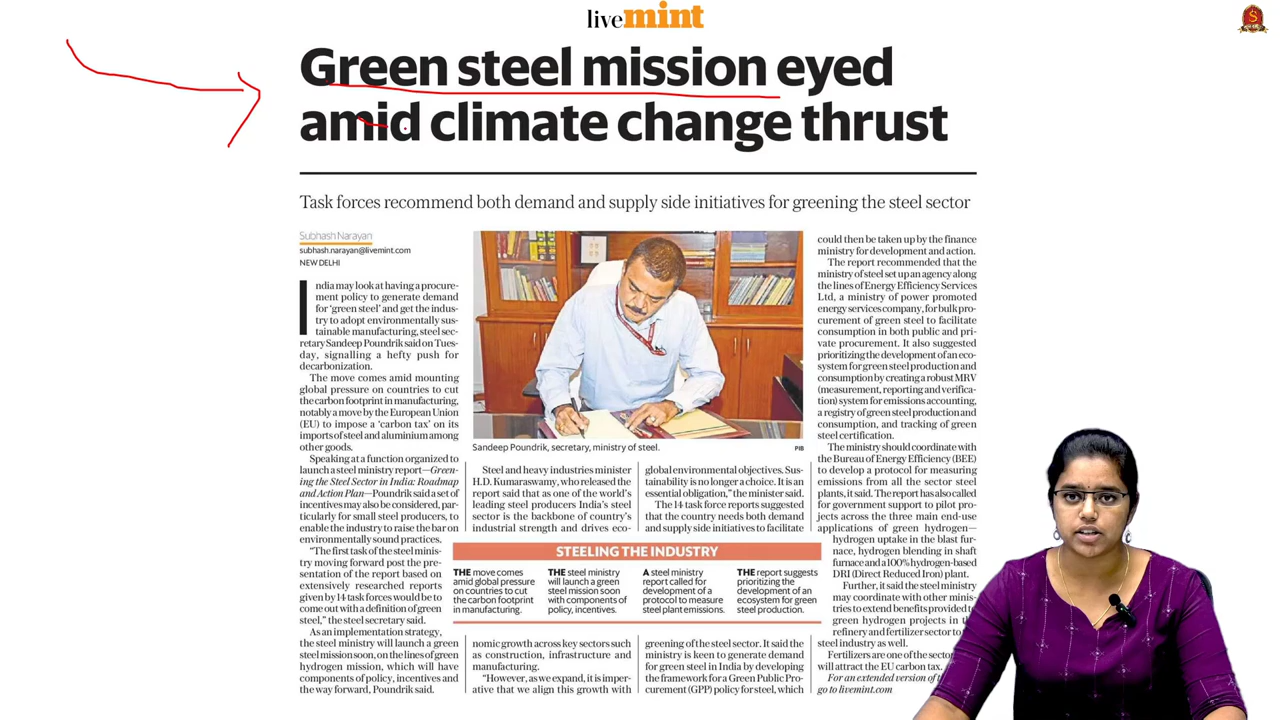 livemint
Green steel mission eyed
amid climate change thrust
Task forces recommend both demand and supply side initiatives for greening the steel sector
Subhash Narayan
subhash.narayan@livemint.com
NEW DELHI
India may look at having a procure-
ment policy to generate demand
for ‘green steel’ and get the indus-
try to adopt environmentally sus-
tainable manufacturing, steel sec-
retary Sandeep Poundrik said on Tues-
day, signalling a hefty push for
decarbonization.
The move comes amid mounting
global pressure on countries to cut
the carbon footprint in manufacturing,
notably a move by the European Union
(EU) to impose a ‘carbon tax’ on its
imports of steel and aluminium among
other goods.
Speaking at a function organized to
launch a steel ministry report—Green-
ing the Steel Sector in India: Roadmap
and Action Plan—Poundrik said a set of
incentives may also be considered, par-
ticularly for small steel producers, to
enable the industry to raise the bar on
environmentally sound practices.
“The first task of the steel minis-
try moving forward post the pre-
sentation of the report based on
extensively researched reports
given by 14 task forces would be to
come out with a definition of green
steel,” the steel secretary said.
As an implementation strategy,
the steel ministry will launch a green
steel mission soon, on the lines of green
hydrogen mission, which will have
components of policy, incentives and
the way forward, Poundrik said.
Sandeep Poundrik, secretary, ministry of steel.
PIB
Steel and heavy industries minister
H.D. Kumaraswamy, who released the
report said that as one of the world’s
leading steel producers India’s steel
sector is the backbone of country’s
industrial strength and drives eco-
nomic growth across key sectors such
as construction, infrastructure and
manufacturing.
“However, as we expand, it is imper-
ative that we align this growth with
global environmental objectives. Sus-
tainability is no longer a choice. It is an
essential obligation,” the minister said.
The 14 task force reports suggested
that the country needs both demand
and supply side initiatives to facilitate
greening of the steel sector. It said the
ministry is keen to generate demand
for green steel in India by developing
the framework for a Green Public Pro-
curement (GPP) policy for steel, which
STEELING THE INDUSTRY
THE move comes
amid global pressure
on countries to cut
the carbon footprint
in manufacturing.
THE steel ministry
will launch a green
steel mission soon
with components of
policy, incentives.
A steel ministry
report called for
development of a
protocol to measure
steel plant emissions.
THE report suggests
prioritizing the
development of an
ecosystem for green
steel production.
could then be taken up by the finance
ministry for development and action.
The report recommended that the
ministry of steel set up an agency along
the lines of Energy Efficiency Services
Ltd, a ministry of power promoted
energy services company, for bulk pro-
curement of green steel to facilitate
consumption in both public and pri-
vate procurement. It also suggested
prioritizing the development of an eco-
system for green steel production and
consumption by creating a robust MRV
(measurement, reporting and verifica-
tion) system for emissions accounting,
a registry of green steel production and
consumption, and tracking of green
steel certification.
The ministry should coordinate with
the Bureau of Energy Efficiency (BEE)
to develop a protocol for measuring
emissions from all the sector steel
plants, it said. The report has also called
for government support to pilot pro-
jects across the three main end-use
applications of green hydrogen—
hydrogen uptake in the blast fur-
nace, hydrogen blending in shaft
furnace and a 100% hydrogen-based
DRI (Direct Reduced Iron) plant.
Further, it said the steel ministry
may coordinate with other minis-
tries to extend benefits provided
green hydrogen projects in
refinery and fertilizer sector
steel industry as well.
Fertilizers are one of the sector
will attract the EU carbon tax.
For an extended version of
go to livemint.com